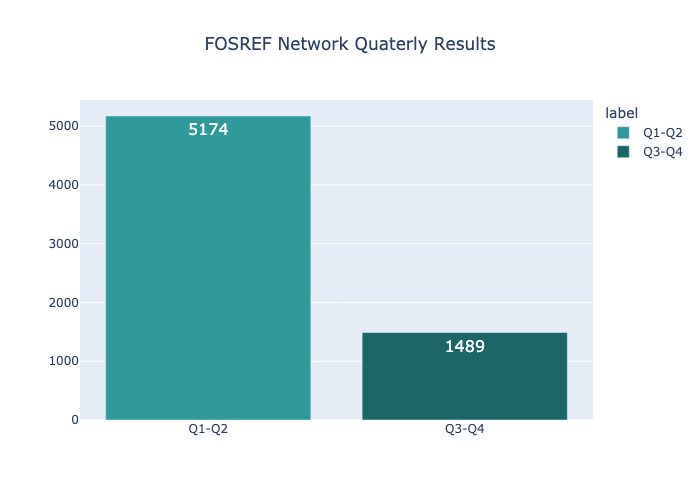 FOSREF Network Quaterly Results
label
Q1-Q2
Q3-Q4
5000
4000
3000
2000
1000
0
5174
1489
Q1-Q2
Q3-Q4